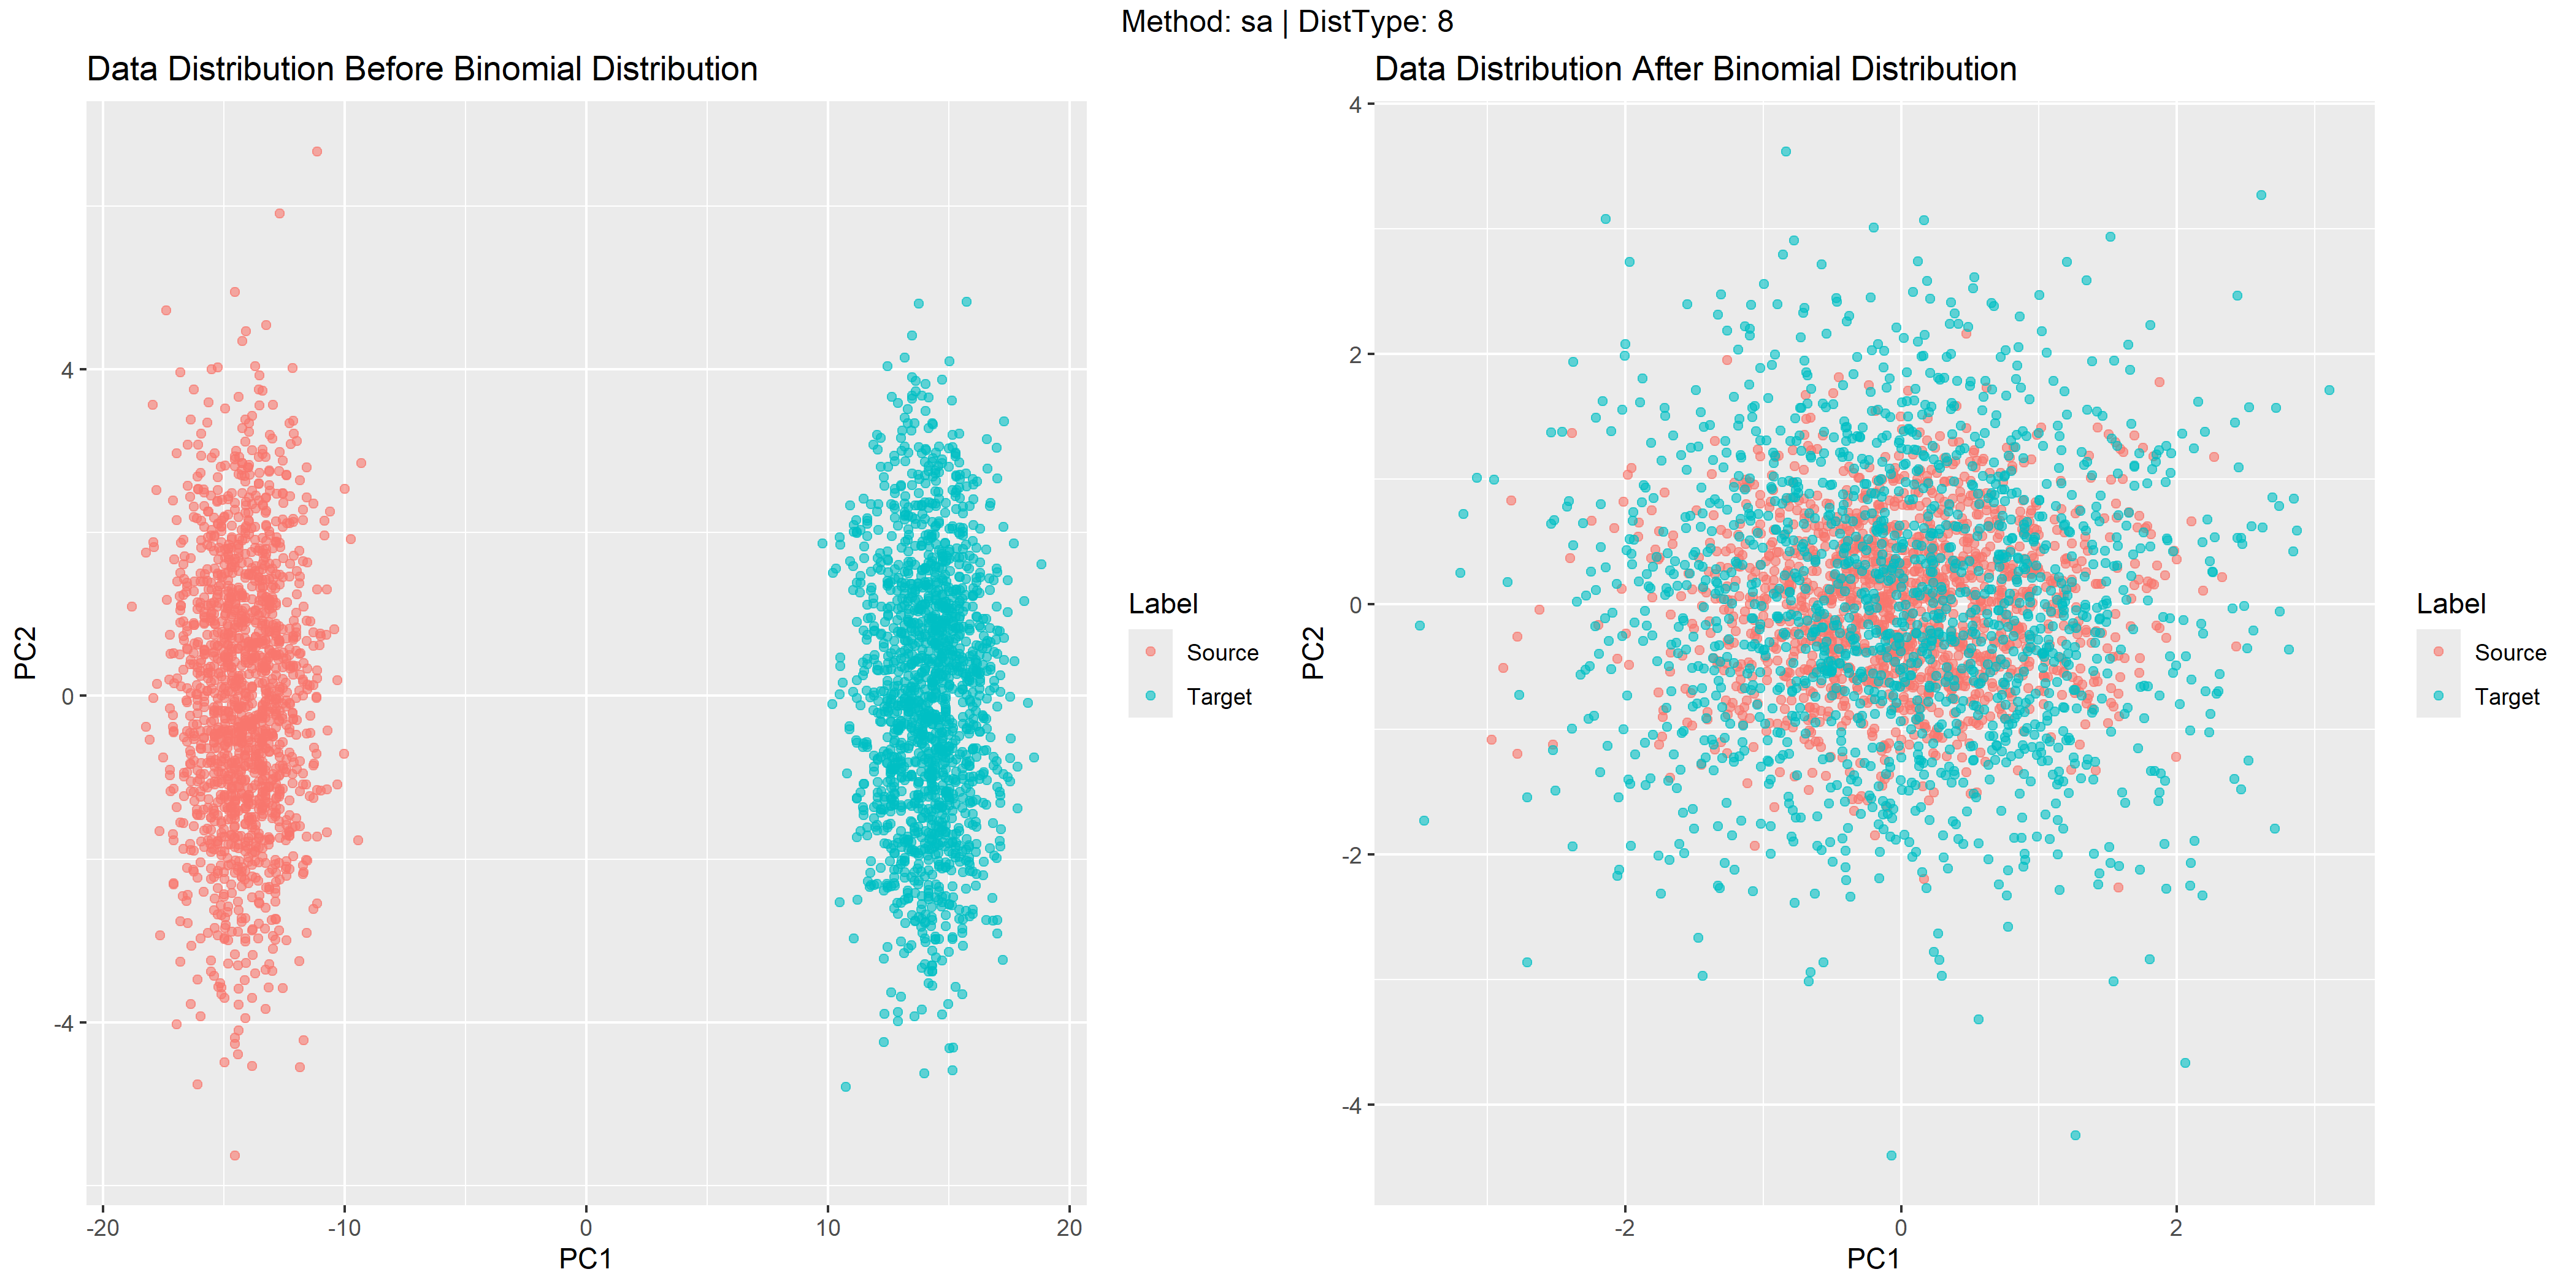 Method: sa | DistType: 8
Data Distribution Before Binomial Distribution
4
0
-4
PC2
-20
-10
0
10
20
PC1
Label
Source
Target
Data Distribution After Binomial Distribution
4
2
0
-2
-4
PC2
-2
0
2
PC1
Label
Source
Target